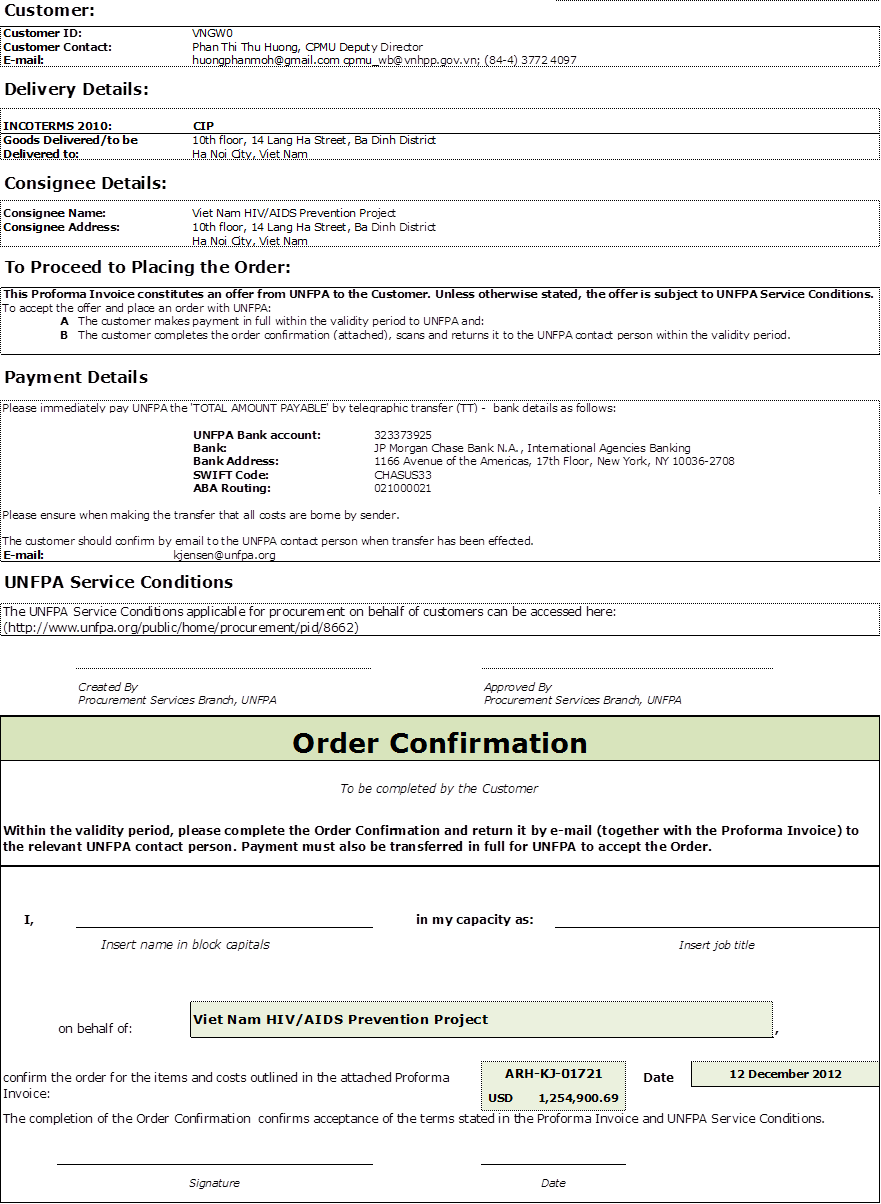 Customer:
Customer ID: VNGW0
Customer Contact: Phan Thi Thu Huong, CPMU Deputy Director
E-mail: huongphanmoh@gmail.com cpmu_wb@vnhpp.gov.vn; (84-4) 3772 4097
Delivery Details:
INCOTERMS 2010: CIP
Goods Delivered/to be 10th floor, 14 Lang Ha Street, Ba Dinh District
Delivered to: Ha Noi City, Viet Nam
Consignee Details:
Consignee Name: Viet Nam HIV/AIDS Prevention Project
Consignee Address: 10th floor, 14 Lang Ha Street, Ba Dinh District
Ha Noi City, Viet Nam
To Proceed to Placing the Order:
This Proforma Invoice constitutes an offer from UNFPA to the Customer. Unless otherwise stated, the offer is subject to UNFPA Service Conditions.
To accept the offer and place an order with UNFPA:
A The customer makes payment in full within the validity period to UNFPA and:
B The customer completes the order confirmation (attached), scans and returns it to the UNFPA contact person within the validity period.
Payment Details
Please immediately pay UNFPA the 'TOTAL AMOUNT PAYABLE' by telegraphic transfer (TT) - bank details as follows:
UNFPA Bank account: 323373925
Bank: JP Morgan Chase Bank N.A., International Agencies Banking
Bank Address: 1166 Avenue of the Americas, 17th Floor, New York, NY 10036-2708
SWIFT Code: CHASUS33
ABA Routing: 021000021
Please ensure when making the transfer that all costs are borne by sender.
The customer should confirm by email to the UNFPA contact person when transfer has been effected.
E-mail: kjensen@unfpa.org
UNFPA Service Conditions
The UNFPA Service Conditions applicable for procurement on behalf of customers can be accessed here:
(http://www.unfpa.org/public/home/procurement/pid/8662)
Created By Approved By
Procurement Services Branch, UNFPA Procurement Services Branch, UNFPA
Order Confirmation
To be completed by the Customer
Within the validity period, please complete the Order Confirmation and return it by e-mail (together with the Proforma Invoice) to
the relevant UNFPA contact person. Payment must also be transferred in full for UNFPA to accept the Order.
I, in my capacity as:
Insert name in block capitals Insert job title
on behalf of: Viet Nam HIV/AIDS Prevention Project ,
confirm the order for the items and costs outlined in the attached Proforma ARH-KJ-01721 Date 12 December 2012
Invoice: USD 1,254,900.69
The completion of the Order Confirmation confirms acceptance of the terms stated in the Proforma Invoice and UNFPA Service Conditions.
Signature Date